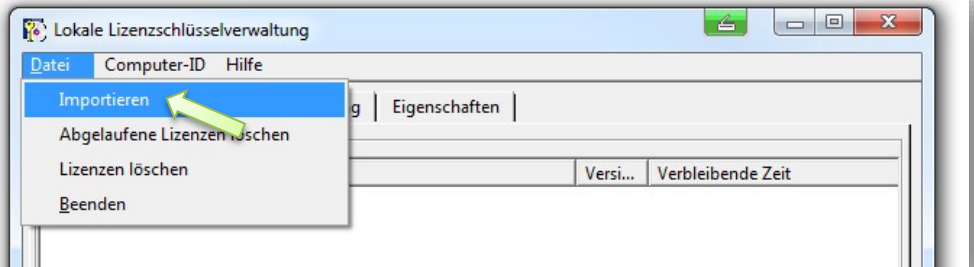 Lokale Lizenzschlüsselverwaltung
Datei Computer-ID Hilfe
Importieren
g Eigenschaften
Abgelaufene Lizenzen löschen
Lizenzen löschen
Versi... Verbleibende Zeit
Beenden